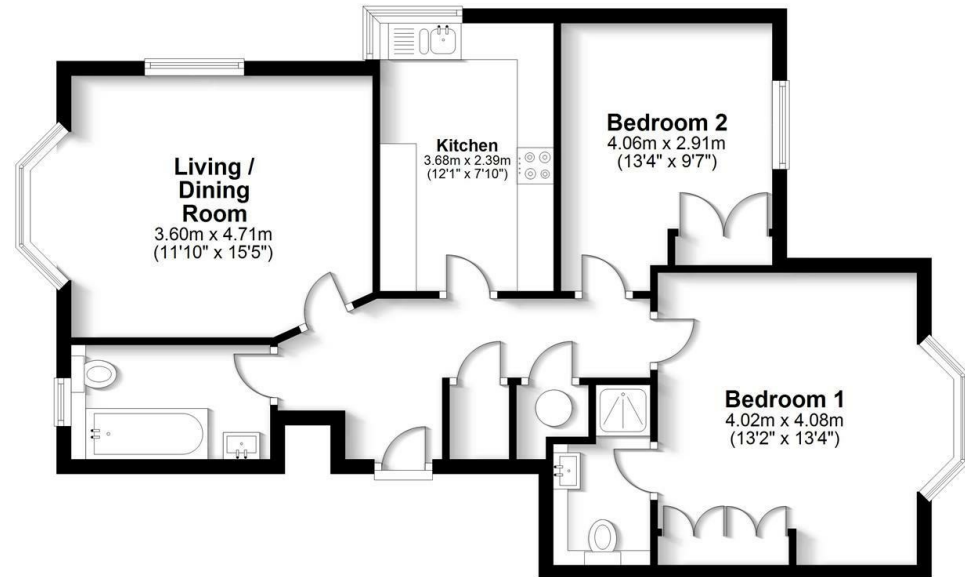 Living /
Dining
Room
3.60m x 4.71m
(11'10" x 15'5")
Kitchen
3.68m x 2.39m
(12'1" x 7'10")
Bedroom 2
4.06m x 2.91m
(13'4" x 9'7")
Bedroom 1
4.02m x 4.08m
(13'2" x 13'4")